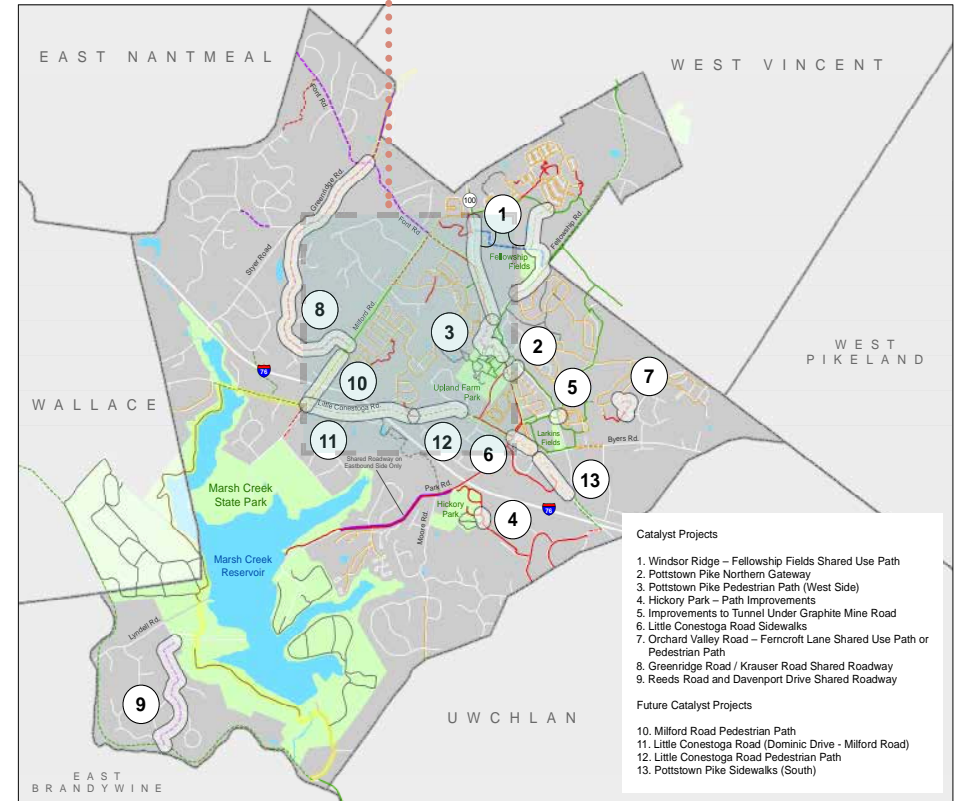 EAST NANTMEAL
WEST VINCENT
Font Rd.
Greenridge Rd.
100
1
Font Rd.
Fellowship Rd.
Fellowship
Fields
Styer Road
8
Milford Rd.
3
2
WEST
PIKELAND
76
10
Upland Farm
Park
5
7
WALLACE
Little Conestoga Rd.
11
12
Larkins
Fields
Byers Rd.
6
Shared Roadway on
Eastbound Side Only
13
Marsh Creek
State Park
Park Rd.
Hickory
Park
76
4
Moore Rd.
Marsh Creek
Reservoir
Lyndell Rd.
9
UWCHLAN
EAST
BRANDYWINE
Catalyst Projects
1. Windsor Ridge – Fellowship Fields Shared Use Path
2. Pottstown Pike Northern Gateway
3. Pottstown Pike Pedestrian Path (West Side)
4. Hickory Park – Path Improvements
5. Improvements to Tunnel Under Graphite Mine Road
6. Little Conestoga Road Sidewalks
7. Orchard Valley Road – Ferncroft Lane Shared Use Path or
Pedestrian Path
8. Greenridge Road / Krauser Road Shared Roadway
9. Reeds Road and Davenport Drive Shared Roadway
Future Catalyst Projects
10. Milford Road Pedestrian Path
11. Little Conestoga Road (Dominic Drive - Milford Road)
12. Little Conestoga Road Pedestrian Path
13. Pottstown Pike Sidewalks (South)